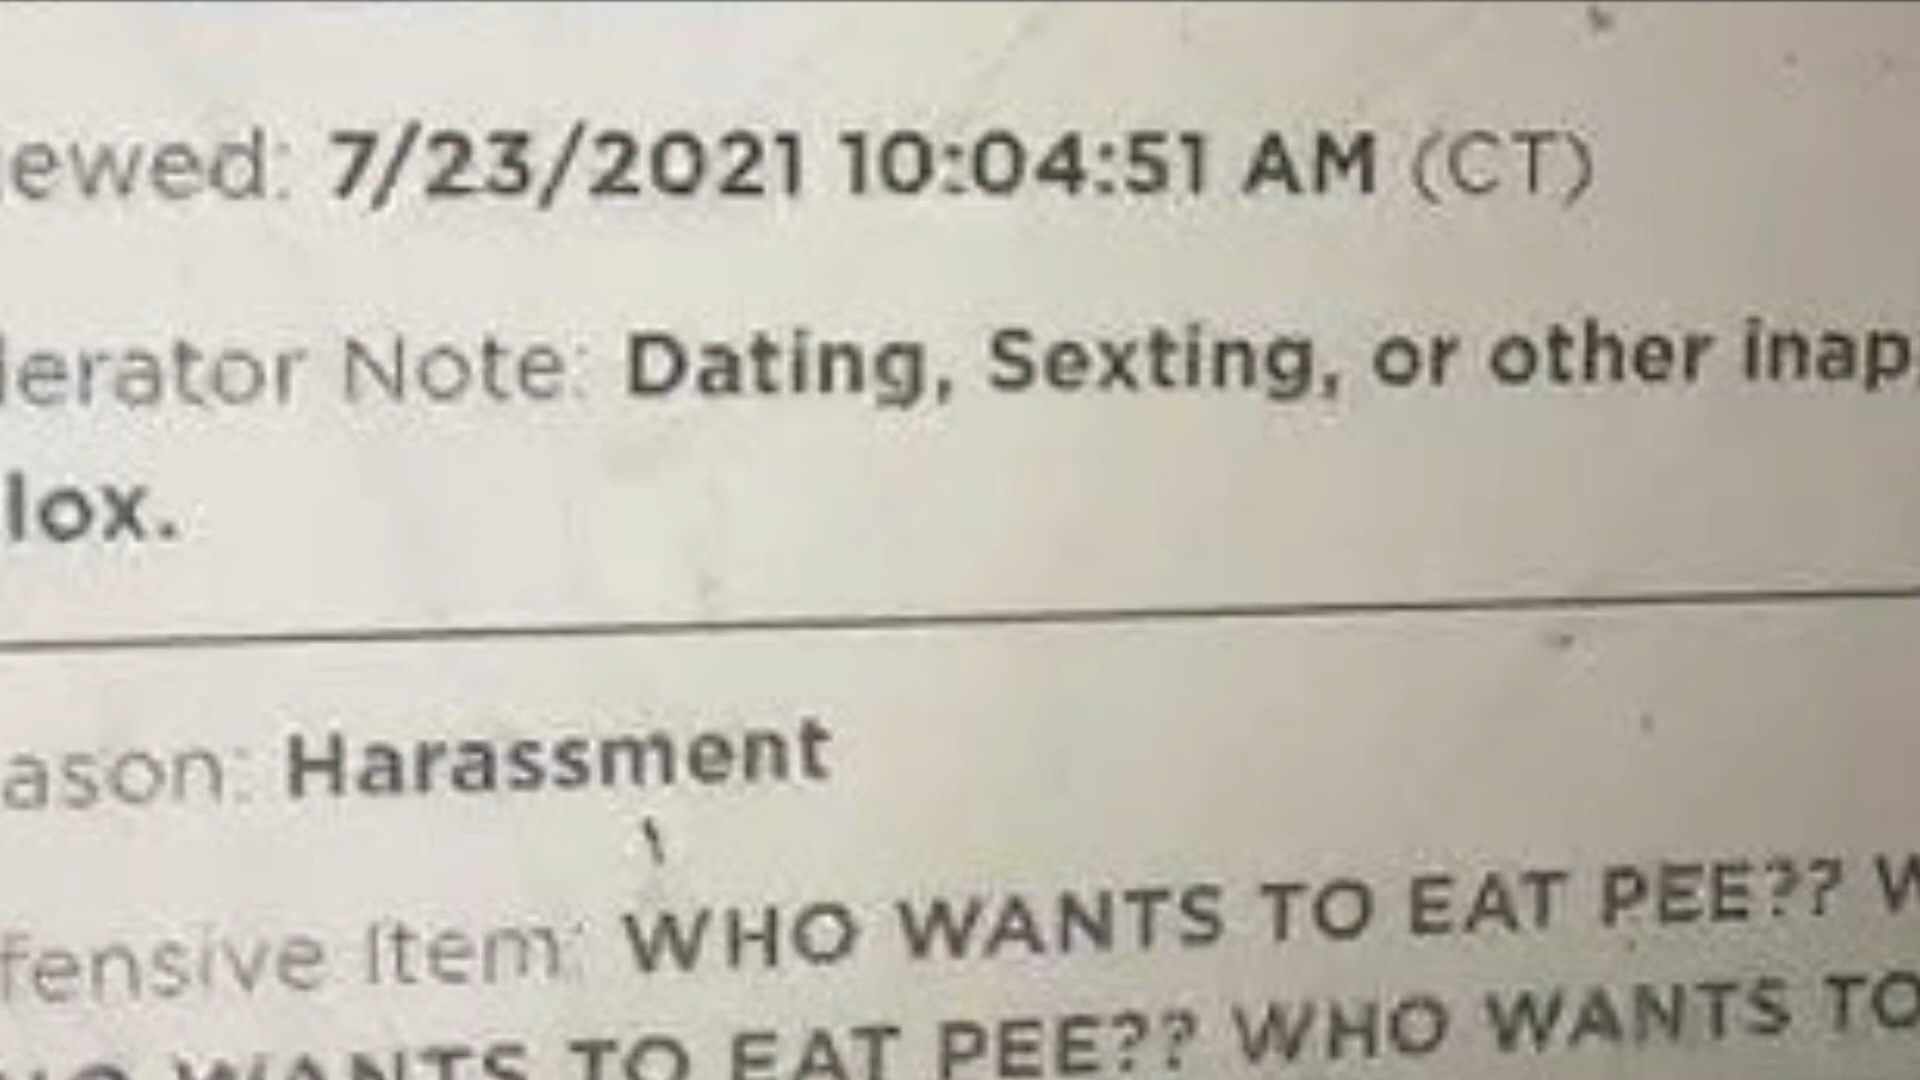 ewed: 7/23/2021 10:04:51 AM (CT)
erator Note: Dating, Sexting, or other inap
lox.
ason: Harassment
fensive Item: WHO WANTS TO EAT PEE?? W
WANTS TO EAT PEE?? WHO WANTS TO